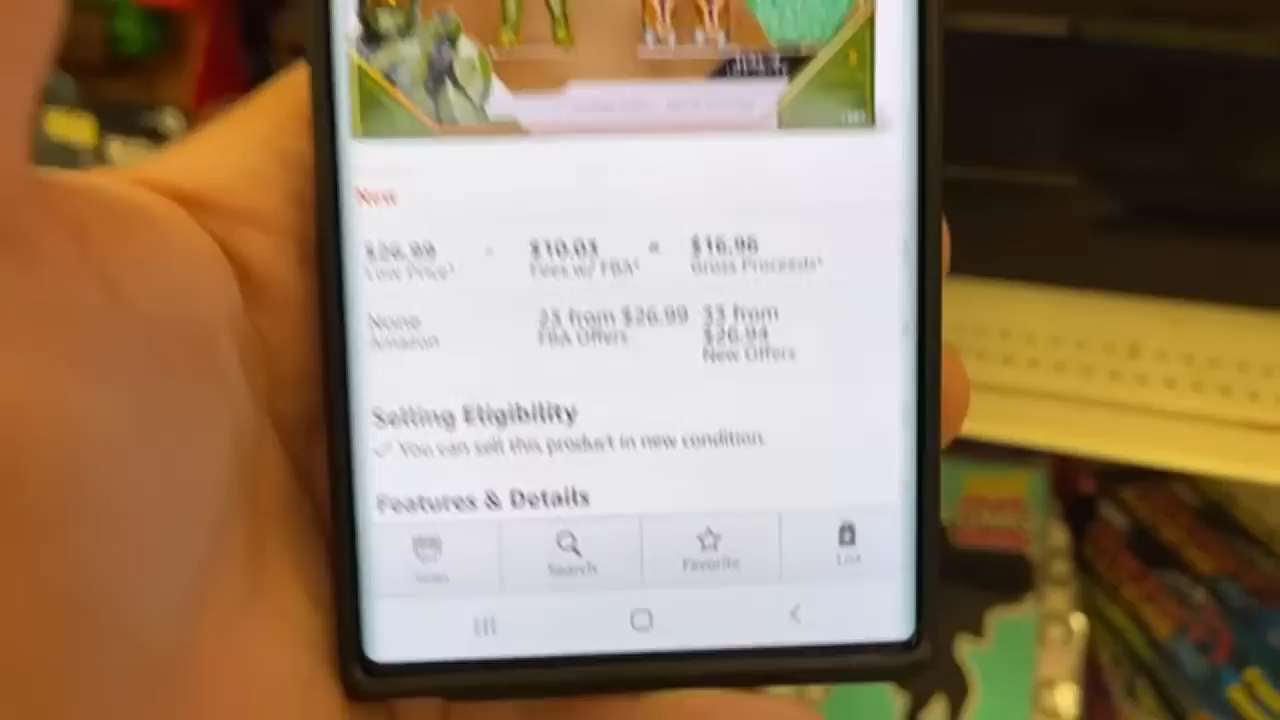 New
$26.99 - $10.03 = $16.96
Low Price* Fees w/ FBA* Gross Proceeds*
None 23 from $26.99 33 from
Amazon FBA Offers $26.94
New Offers
Selling Eligibility
✓ You can sell this product in new condition.
Features & Details
Search Favorite List